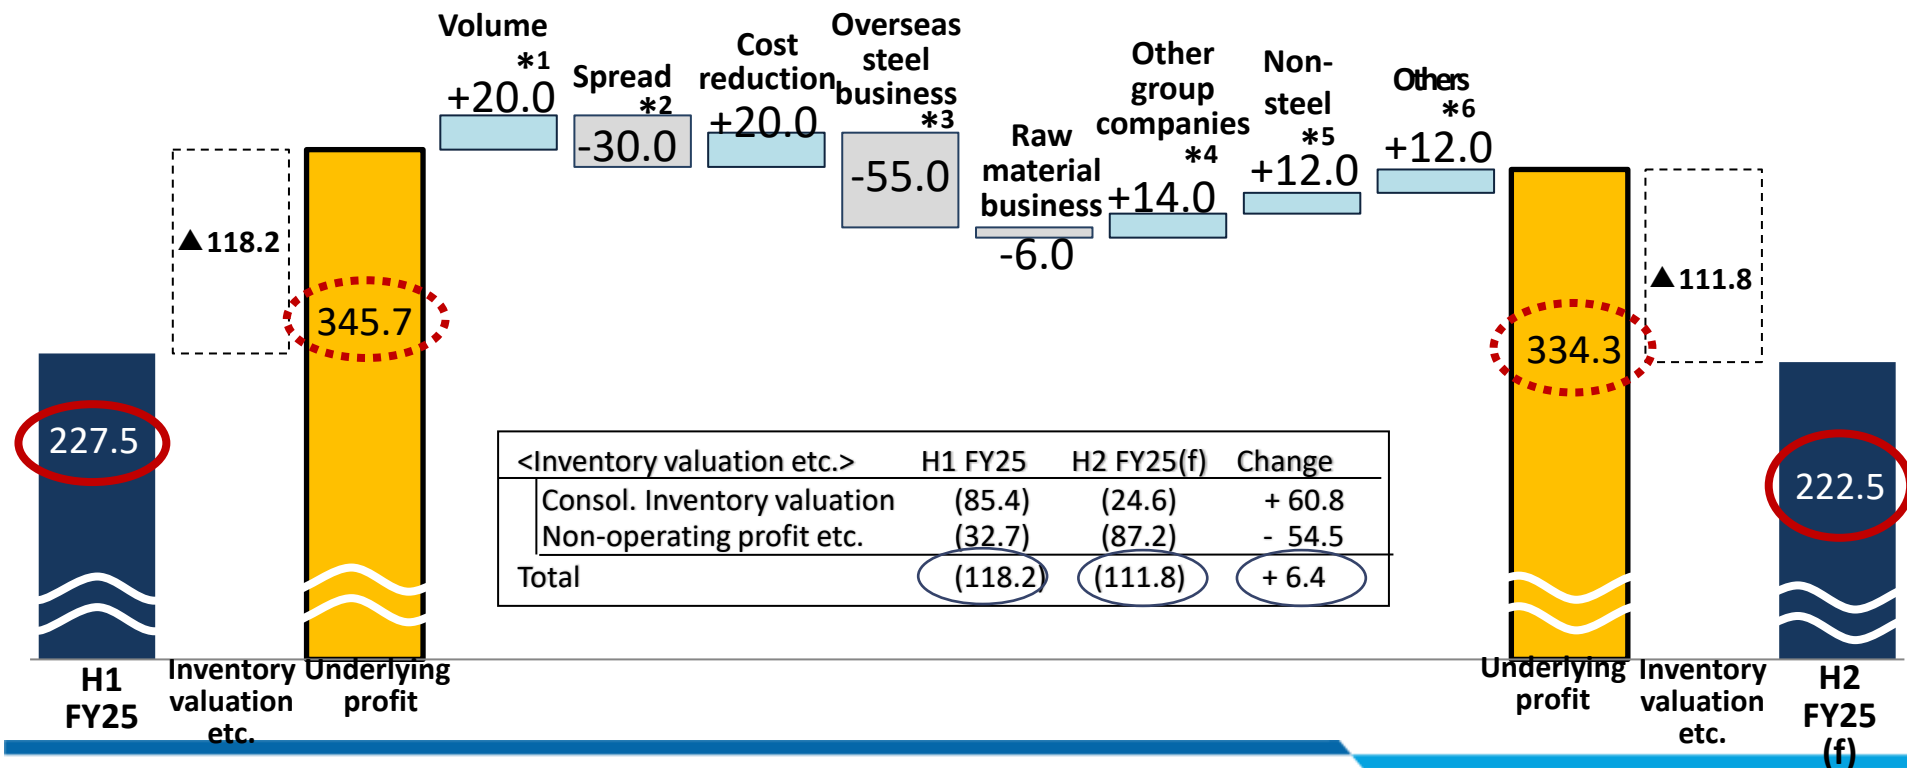 Volume
*1
+20.0
Spread
*2
-30.0
Cost
reduction
+20.0
Overseas
steel
business
*3
-55.0
Raw
material
business
-6.0
Other
group
companies
*4
+14.0
Non-
steel
*5
+12.0
Others
*6
+12.0
▲118.2
345.7
227.5
▲111.8
334.3
222.5
<Inventory valuation etc.> H1 FY25 H2 FY25(f) Change
Consol. Inventory valuation (85.4) (24.6) + 60.8
Non-operating profit etc. (32.7) (87.2) - 54.5
Total (118.2) (111.8) + 6.4
H1
FY25
Inventory
valuation
etc.
Underlying
profit
Underlying
profit
Inventory
valuation
etc.
H2
FY25
(f)